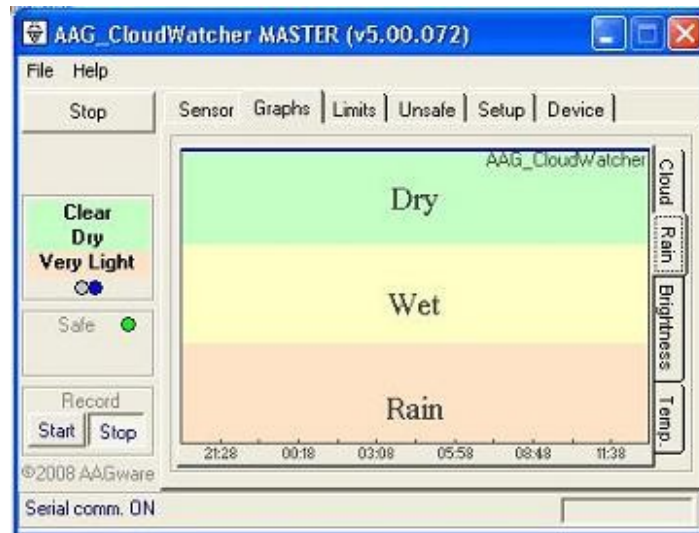 AAG_CloudWatcher MASTER (v5.00.072)
File Help
Stop
Sensor Graphs Limits Unsafe Setup Device
AAG_CloudWatcher
Dry
Wet
Rain
21:28 00:18 03:08 05:58 08:48 11:38
Cloud
Rain
Brightness
Temp.
Clear
Dry
Very Light
Safe
Record
Start Stop
©2008 AAGware
Serial comm. ON